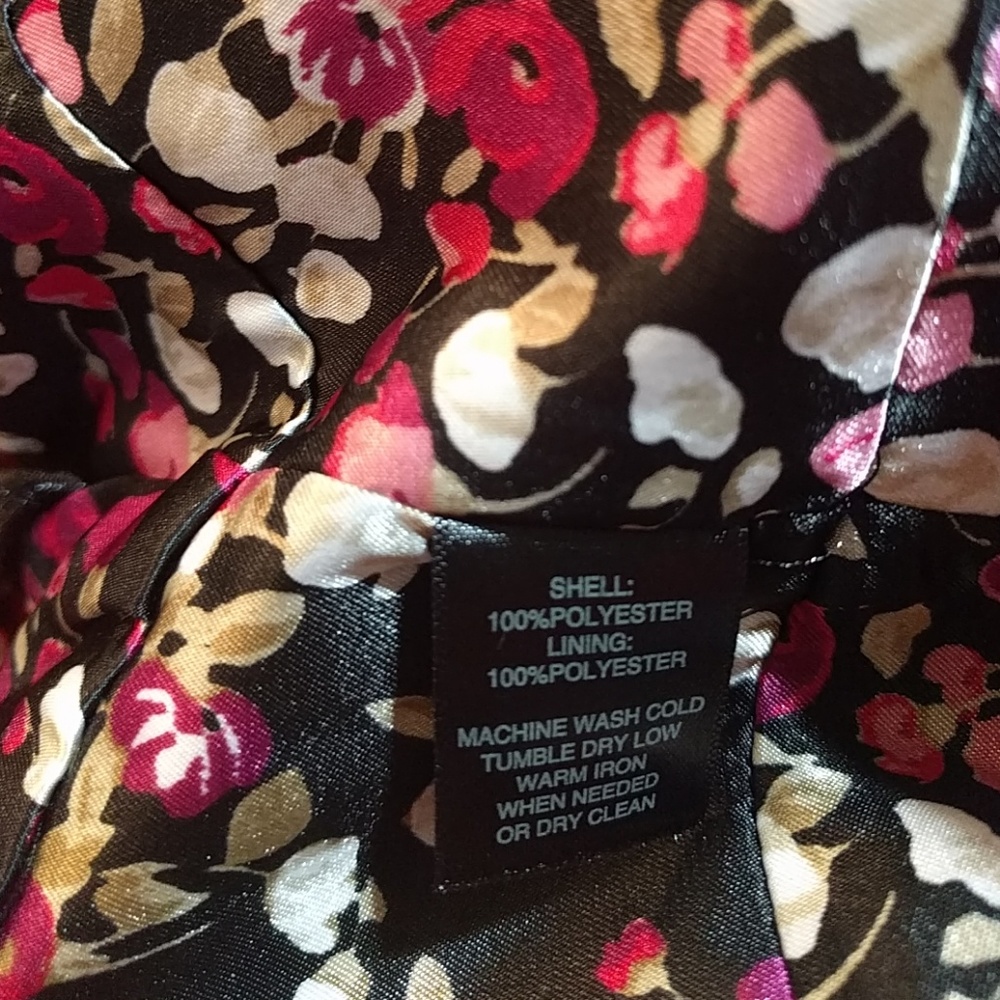 SHELL:
100%POLYESTER
LINING:
100%POLYESTER
MACHINE WASH COLD
TUMBLE DRY LOW
WARM IRON
WHEN NEEDED
OR DRY CLEAN